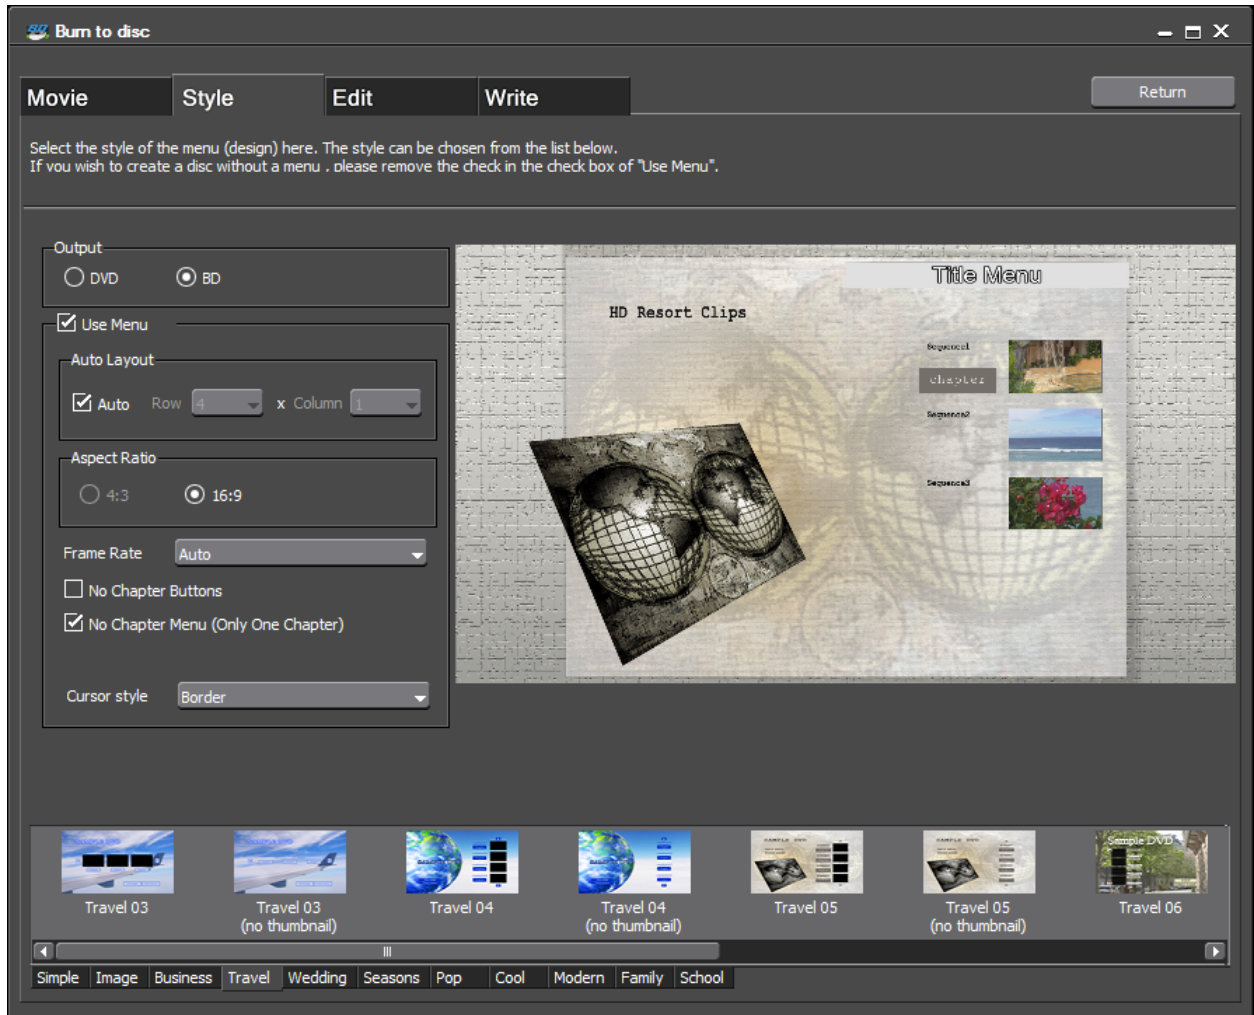 Burn to disc
Movie Style Edit Write Return
Select the style of the menu (design) here. The style can be chosen from the list below.
If you wish to create a disc without a menu , please remove the check in the check box of "Use Menu".
Output
DVD BD
Use Menu
Auto Layout
Auto Row 4 x Column 1
Aspect Ratio
4:3 16:9
Frame Rate Auto
No Chapter Buttons
No Chapter Menu (Only One Chapter)
Cursor style Border
Title Menu
HD Resort Clips
Sequence1
chapter
Sequence2
Sequence3
SAMPLE DVD
SAMPLE DVD
Sample DVD
Travel 03
Travel 03
(no thumbnail)
Travel 04
Travel 04
(no thumbnail)
Travel 05
Travel 05
(no thumbnail)
Travel 06
Simple Image Business Travel Wedding Seasons Pop Cool Modern Family School